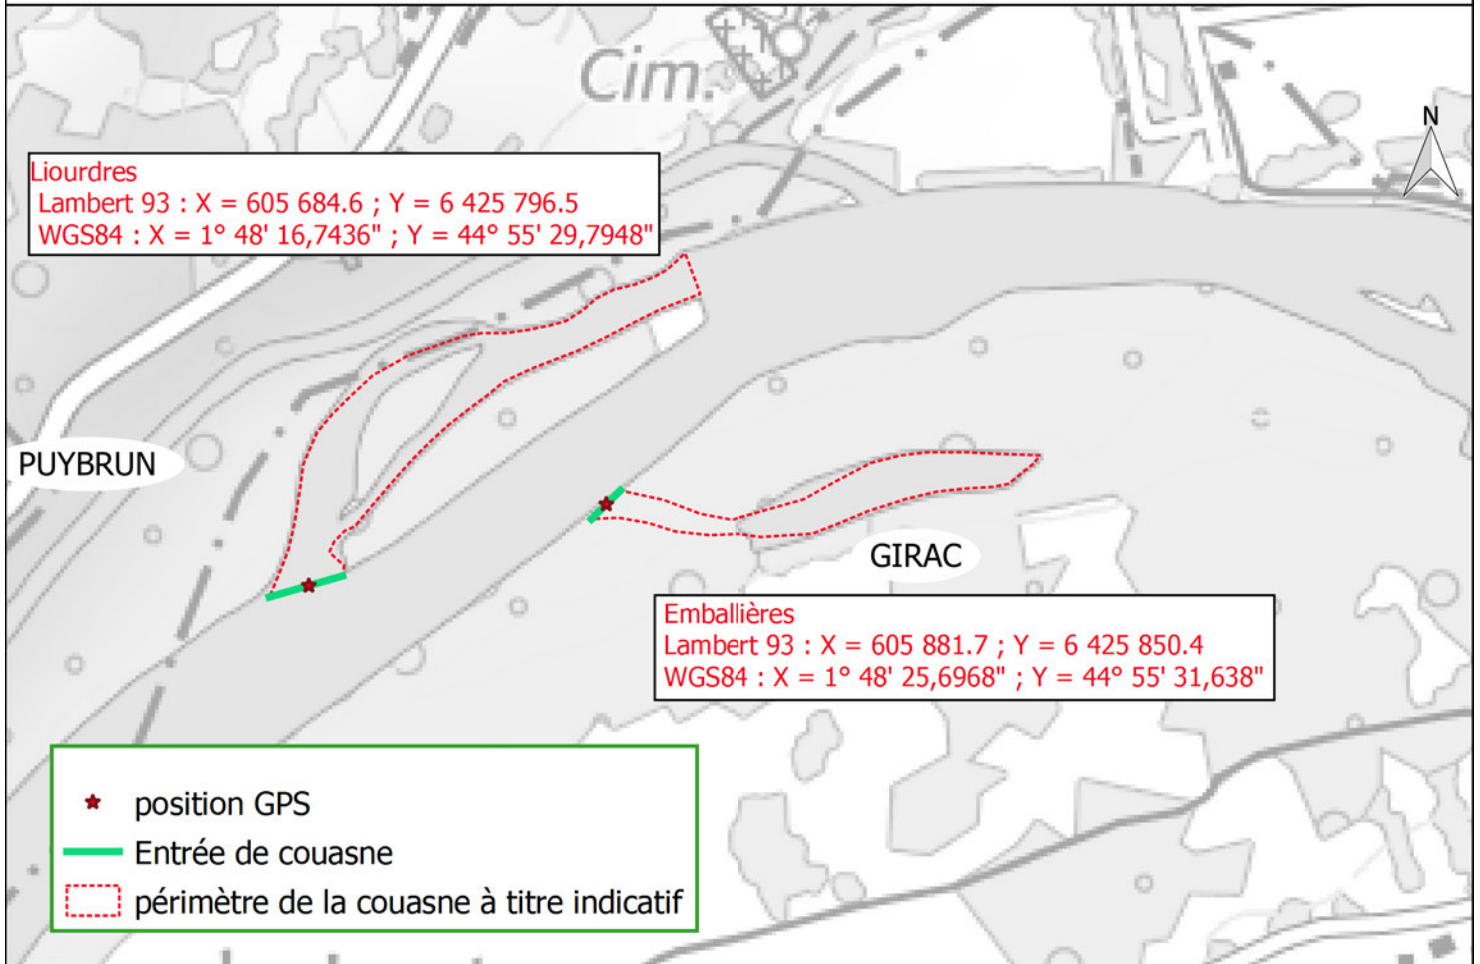 Cim.
N
Liourdres
Lambert 93 : X = 605 684.6 ; Y = 6 425 796.5
WGS84 : X = 1° 48' 16,7436" ; Y = 44° 55' 29,7948"
PUYBRUN
GIRAC
Emballières
Lambert 93 : X = 605 881.7 ; Y = 6 425 850.4
WGS84 : X = 1° 48' 25,6968" ; Y = 44° 55' 31,638"
position GPS
Entrée de couasne
périmètre de la couasne à titre indicatif